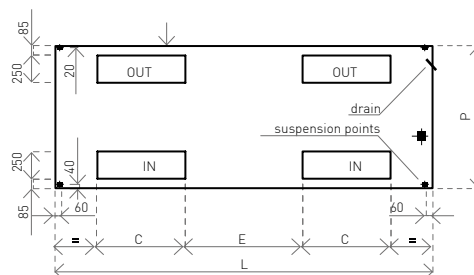 85
250
20
OUT
OUT
drain
P
suspension points
250
40
IN
IN
85
60
60
=
C
E
C
=
L